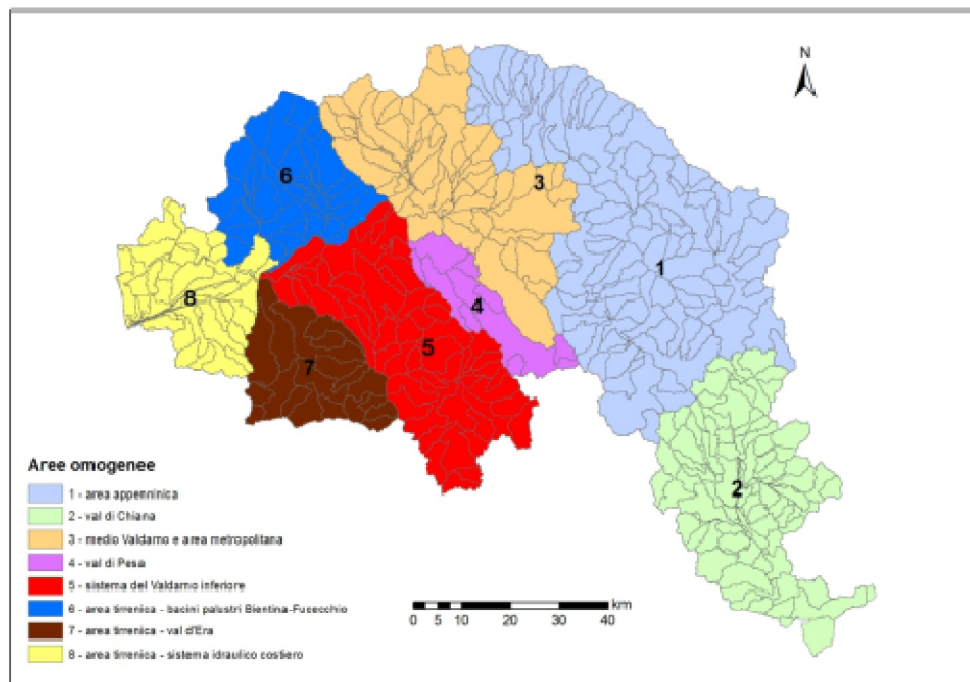 N
6
3
1
8
4
5
7
2
Aree omogenee
1 - area appenninica
2 - val di Chiana
3 - medio Valdarno e area metropolitana
4 - val di Pesa
5 - sistema del Valdarno inferiore
6 - area tirrenica - bacini palustri Bientina-Fucecchio
7 - area tirrenica - val d'Era
8 - area tirrenica - sistema idraulico costiero
km
0 5 10 20 30 40